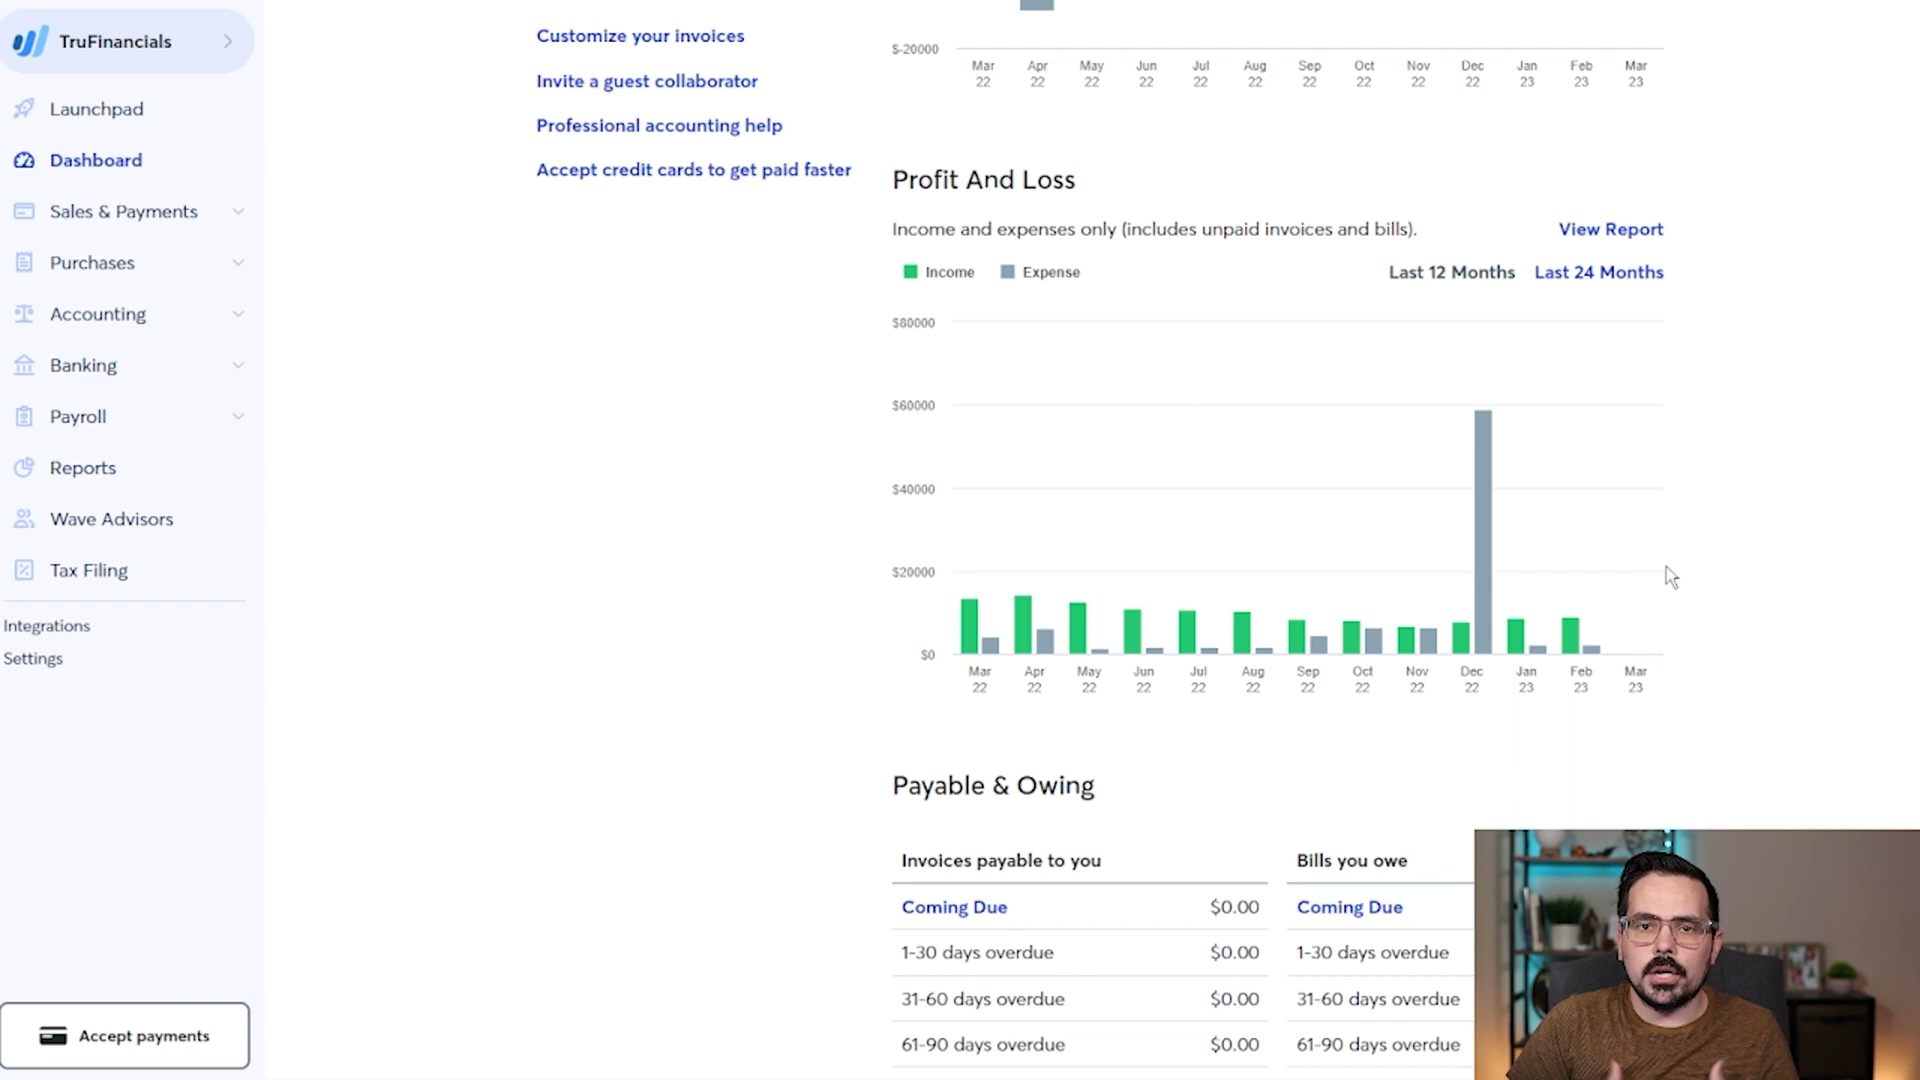 TruFinancials
Launchpad
Dashboard
Sales & Payments
Purchases
Accounting
Banking
Payroll
Reports
Wave Advisors
Tax Filing
Integrations
Settings
Accept payments
Customize your invoices
Invite a guest collaborator
Professional accounting help
Accept credit cards to get paid faster
$-20000
Mar Apr May Jun Jul Aug Sep Oct Nov Dec Jan Feb Mar
22 22 22 22 22 22 22 22 22 22 23 23 23
Profit And Loss
Income and expenses only (includes unpaid invoices and bills). View Report
Income Expense Last 12 Months Last 24 Months
$80000
$60000
$40000
$20000
$0
Mar Apr May Jun Jul Aug Sep Oct Nov Dec Jan Feb Mar
22 22 22 22 22 22 22 22 22 22 23 23 23
Payable & Owing
Invoices payable to you Bills you owe
Coming Due $0.00 Coming Due
1-30 days overdue $0.00 1-30 days overdue
31-60 days overdue $0.00 31-60 days overdue
61-90 days overdue $0.00 61-90 days overdue